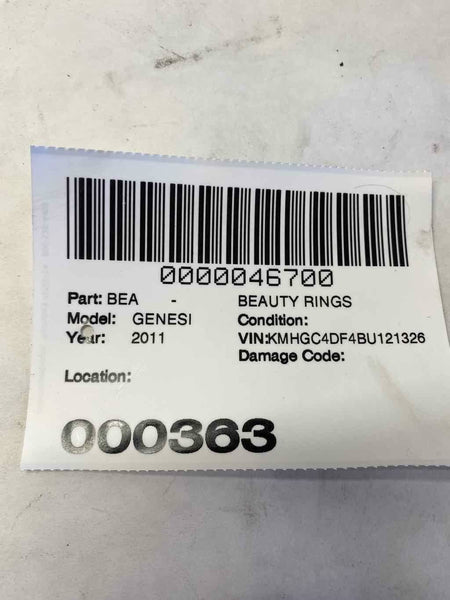 0000046700
Part: BEA - BEAUTY RINGS
Model: GENESI Condition:
Year: 2011 VIN:KMHGC4DF4BU121326
Damage Code:
Location:
000363